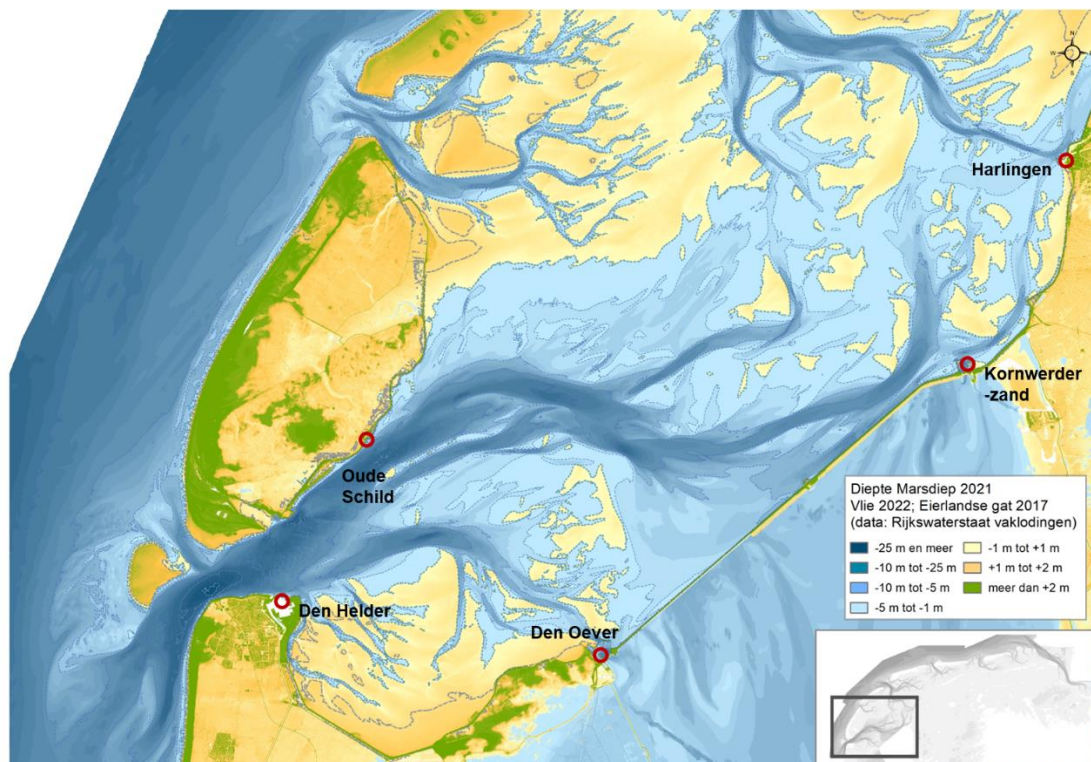 N
W
S
Harlingen
Kornwerder
-zand
Oude
Schild
Den Helder
Den Oever
Diepte Marsdiep 2021
Vlie 2022; Eierlandse gat 2017
(data: Rijkswaterstaat vaklodingen)
-25 m en meer
-10 m tot -25 m
-10 m tot -5 m
-5 m tot -1 m
-1 m tot +1 m
+1 m tot +2 m
meer dan +2 m